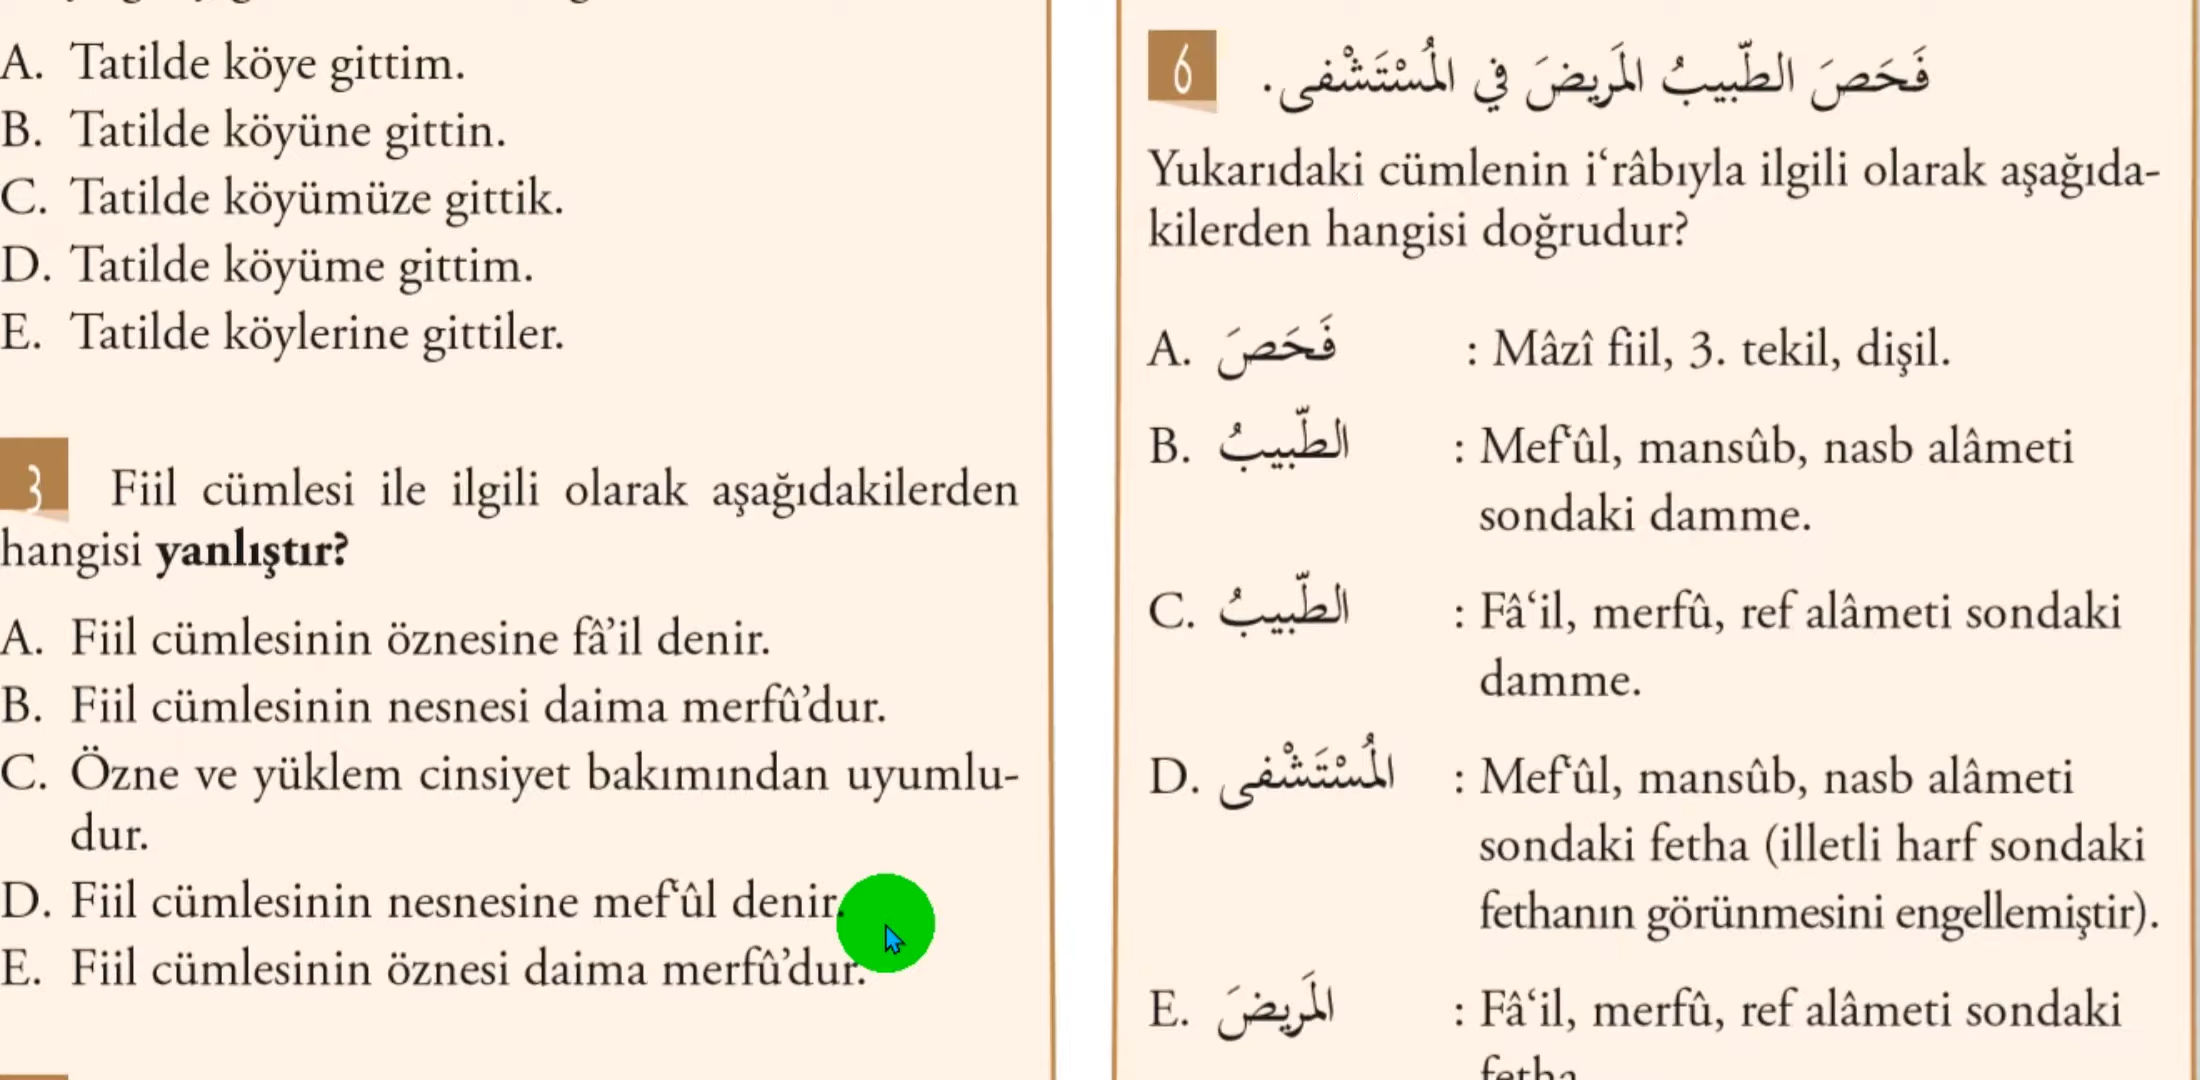 A. Tatilde köye gittim.
B. Tatilde köyüne gittin.
C. Tatilde köyümüze gittik.
D. Tatilde köyüme gittim.
E. Tatilde köylerine gittiler.
3 Fiil cümlesi ile ilgili olarak aşağıdakilerden
hangisi yanlıştır?
A. Fiil cümlesinin öznesine fâ’il denir.
B. Fiil cümlesinin nesnesi daima merfû’dur.
C. Özne ve yüklem cinsiyet bakımından uyumlu-
dur.
D. Fiil cümlesinin nesnesine mef‘ûl denir.
E. Fiil cümlesinin öznesi daima merfû’dur.
6 فَحَصَ الطَّبِيبُ المَرِيضَ فِي المُسْتَشْفى.
Yukarıdaki cümlenin i‘râbıyla ilgili olarak aşağıda-
kilerden hangisi doğrudur?
A. فَحَصَ : Mâzî fiil, 3. tekil, dişil.
B. الطَّبِيبُ : Mef‘ûl, mansûb, nasb alâmeti
sondaki damme.
C. الطَّبِيبُ : Fâ‘il, merfû, ref alâmeti sondaki
damme.
D. المُسْتَشْفى : Mef‘ûl, mansûb, nasb alâmeti
sondaki fetha (illetli harf sondaki
fethanın görünmesini engellemiştir).
E. المَرِيضَ : Fâ‘il, merfû, ref alâmeti sondaki
fetha